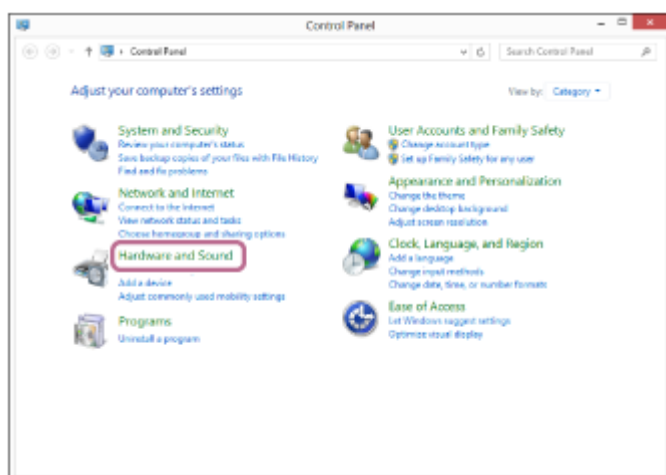 Control Panel
Control Panel
Search Control Panel
Adjust your computer's settings
View by: Category
System and Security
Review your computer's status
Save backup copies of your files with File History
Find and fix problems
Network and Internet
Connect to the Internet
View network status and tasks
Choose homegroup and sharing options
Hardware and Sound
Add a device
Adjust commonly used mobility settings
Programs
Uninstall a program
User Accounts and Family Safety
Change account type
Set up Family Safety for any user
Appearance and Personalization
Change the theme
Change desktop background
Adjust screen resolution
Clock, Language, and Region
Add a language
Change input methods
Change date, time, or number formats
Ease of Access
Let Windows suggest settings
Optimize visual display